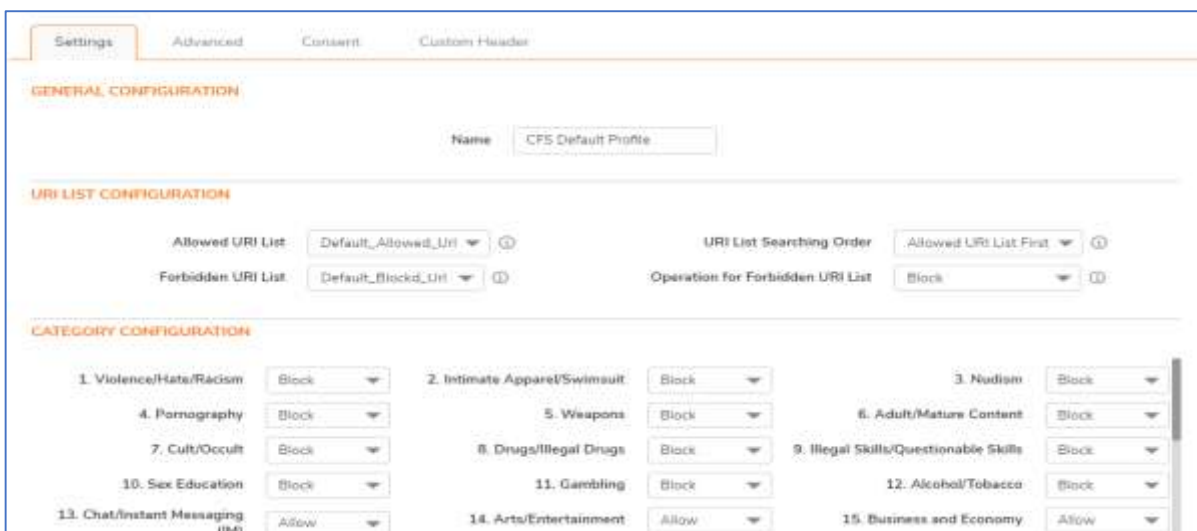 Settings Advanced Consent Custom Header
GENERAL CONFIGURATION
Name CFS Default Profile
URI LIST CONFIGURATION
Allowed URI List Default_Allowed_Uri URI List Searching Order Allowed URI List First
Forbidden URI List Default_Blockd_Uri Operation for Forbidden URI List Block
CATEGORY CONFIGURATION
1. Violence/Hate/Racism Block 2. Intimate Apparel/Swimsuit Block 3. Nudism Block
4. Pornography Block 5. Weapons Block 6. Adult/Mature Content Block
7. Cult/Occult Block 8. Drugs/Illegal Drugs Block 9. Illegal Skills/Questionable Skills Block
10. Sex Education Block 11. Gambling Block 12. Alcohol/Tobacco Block
13. Chat/Instant Messaging Allow 14. Arts/Entertainment Allow 15. Business and Economy Allow
(IM)